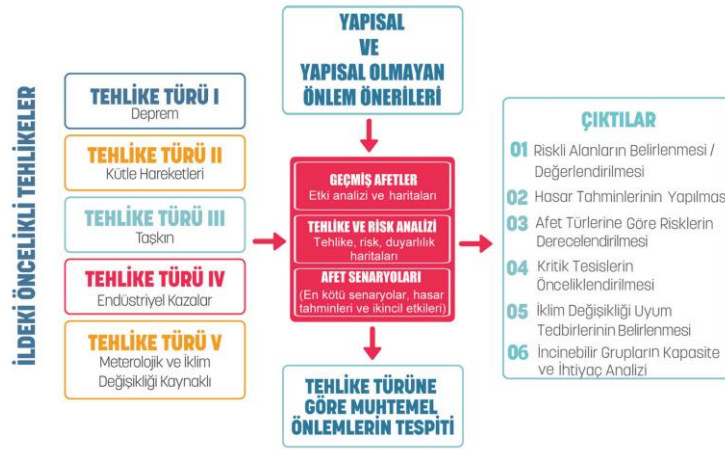 İLDEKİ ÖNCELİKLİ TEHLİKELER
TEHLİKE TÜRÜ I
Deprem
TEHLİKE TÜRÜ II
Kütle Hareketleri
TEHLİKE TÜRÜ III
Taşkın
TEHLİKE TÜRÜ IV
Endüstriyel Kazalar
TEHLİKE TÜRÜ V
Meterolojik ve İklim
Değişikliği Kaynaklı
YAPISAL
VE
YAPISAL OLMAYAN
ÖNLEM ÖNERİLERİ
GEÇMİŞ AFETLER
Etki analizi ve haritaları
TEHLİKE VE RİSK ANALİZİ
Tehlike, risk, duyarlılık
haritaları
AFET SENARYOLARI
(En kötü senaryolar, hasar
tahminleri ve ikincil etkileri)
TEHLİKE TÜRÜNE
GÖRE MUHTEMEL
ÖNLEMLERİN TESPİTİ
ÇIKTILAR
01 Riskli Alanların Belirlenmesi /
Değerlendirilmesi
02 Hasar Tahminlerinin Yapılmas
03 Afet Türlerine Göre Risklerin
Derecelendirilmesi
04 Kritik Tesislerin
Önceliklendirilmesi
05 İklim Değişikliği Uyum
Tedbirlerinin Belirlenmesi
06 İncinebilir Grupların Kapasite
ve İhtiyaç Analizi